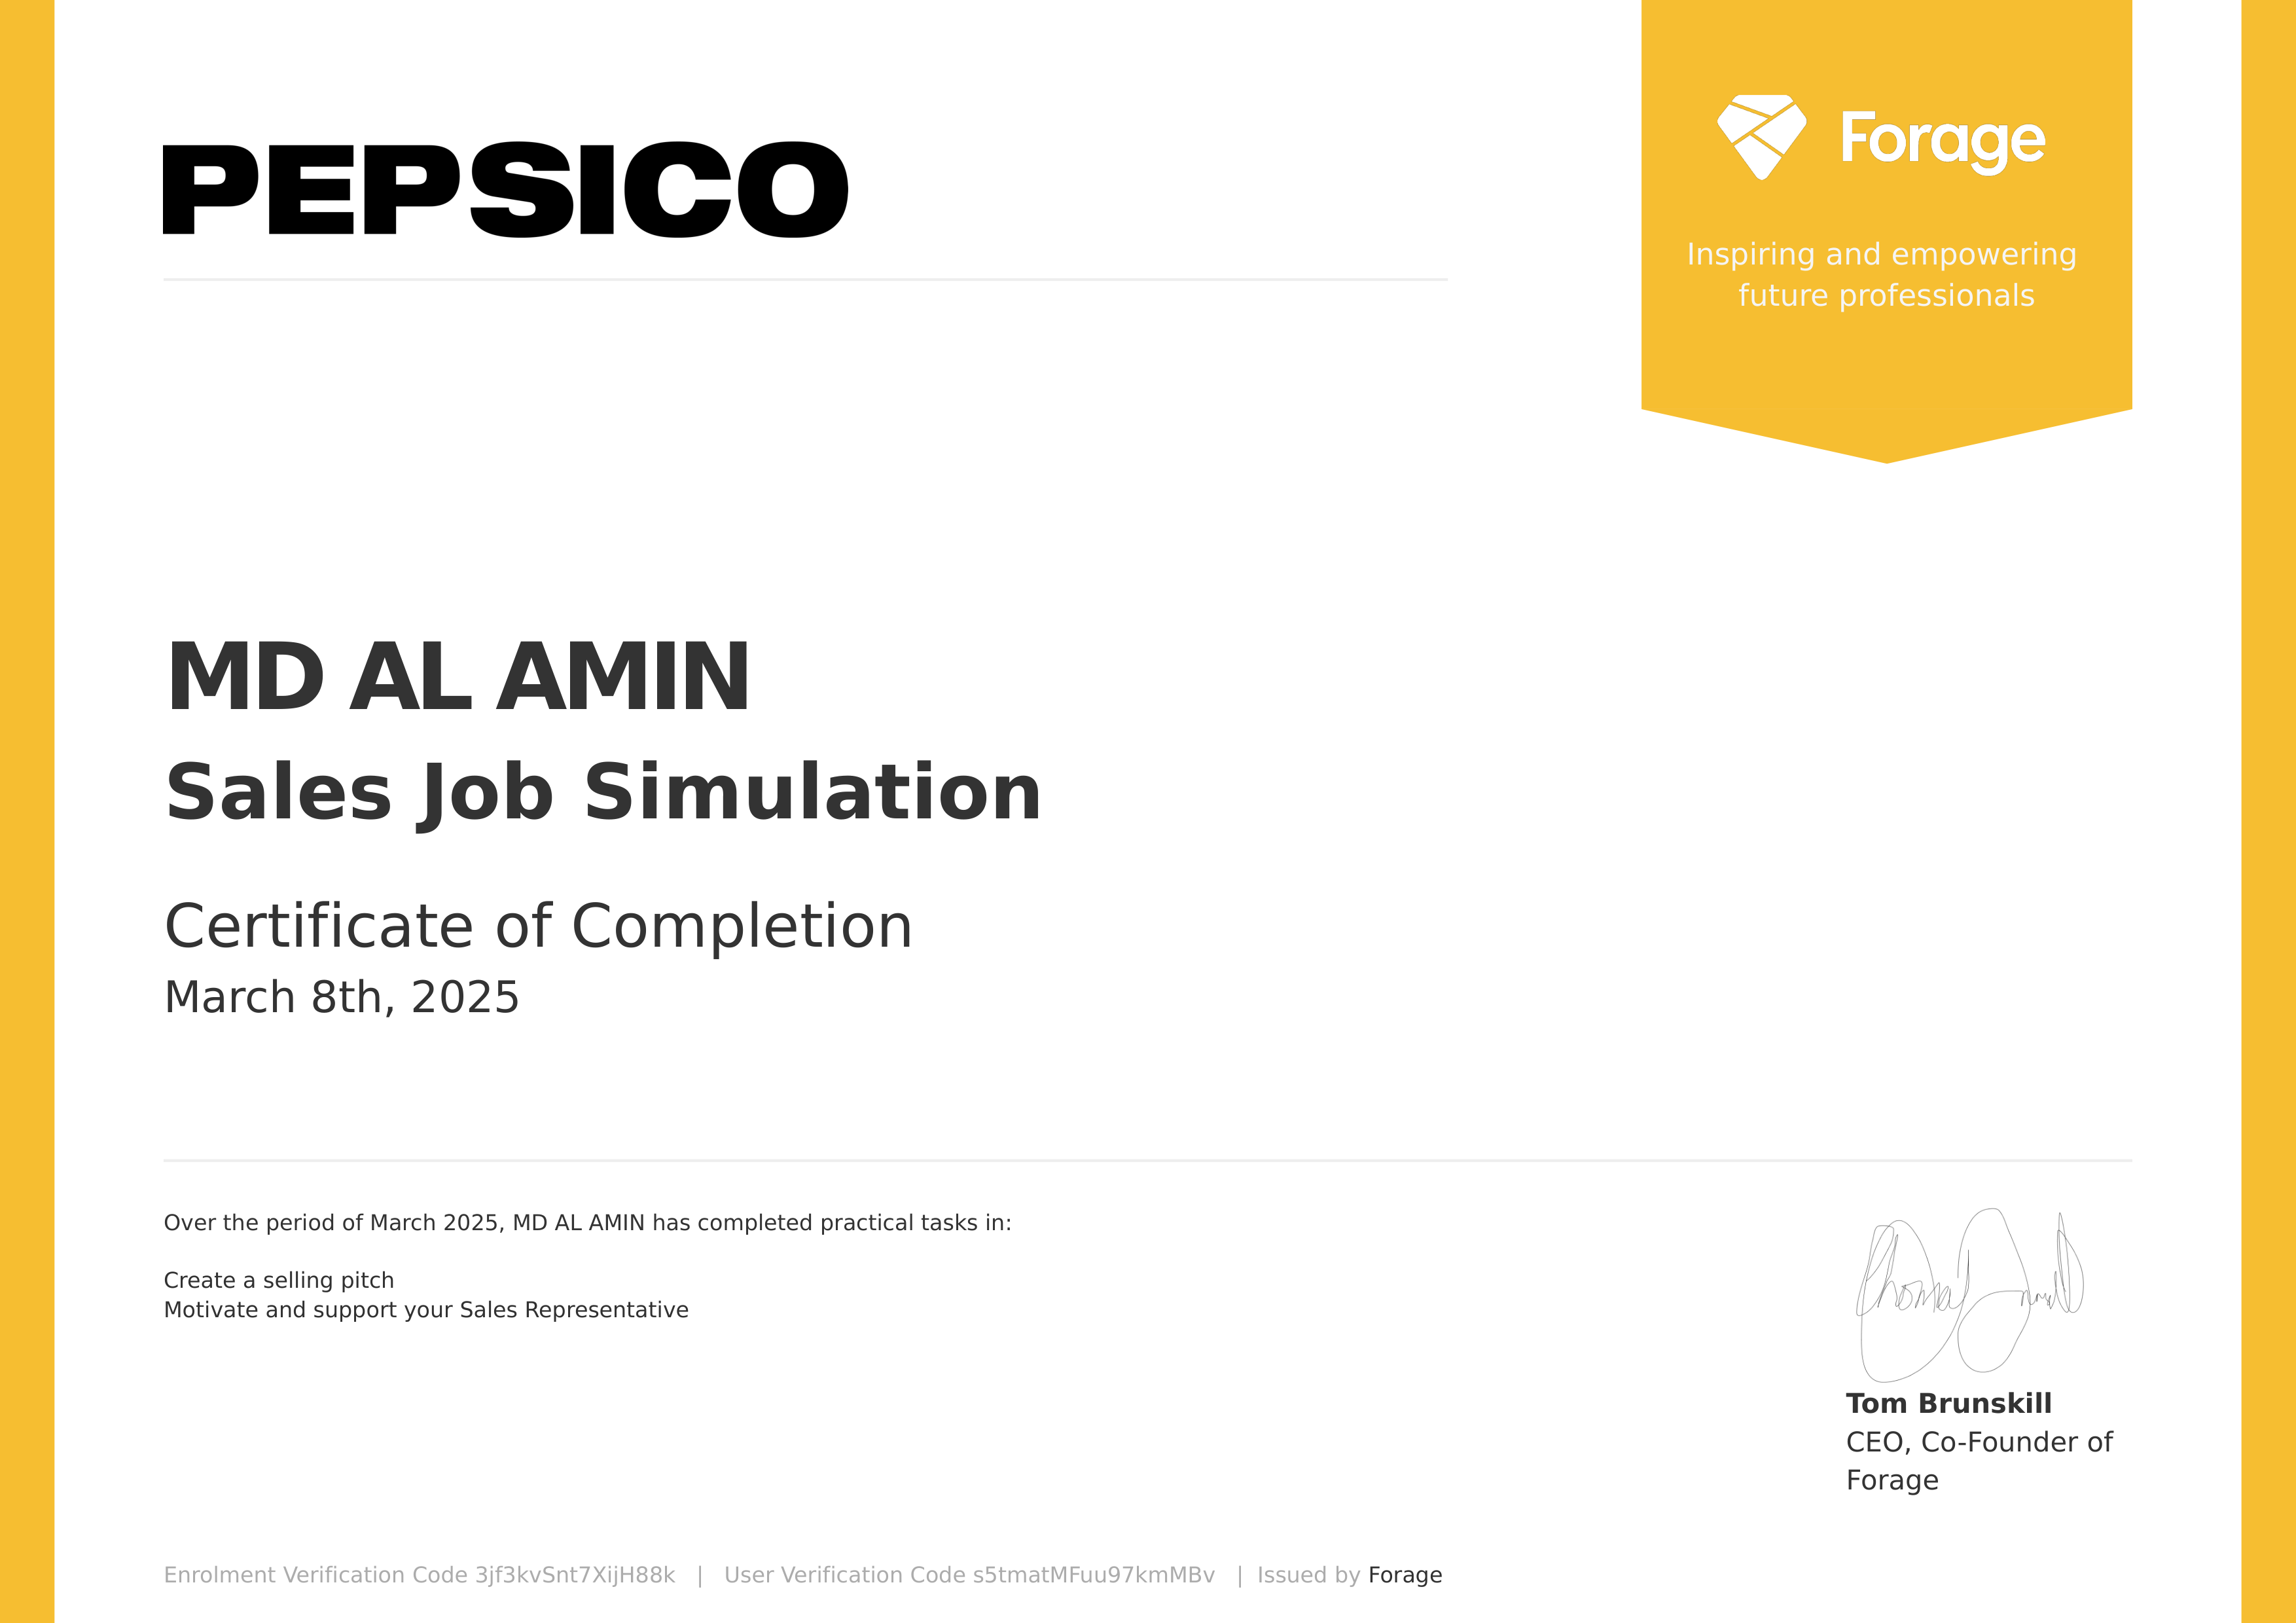 PEPSICO
Forage
Inspiring and empowering
future professionals
MD AL AMIN
Sales Job Simulation
Certificate of Completion
March 8th, 2025
Over the period of March 2025, MD AL AMIN has completed practical tasks in:
Create a selling pitch
Motivate and support your Sales Representative
Tom Brunskill
CEO, Co-Founder of
Forage
Enrolment Verification Code 3jf3kvSnt7XijH88k | User Verification Code s5tmatMFuu97kmMBv | Issued by Forage